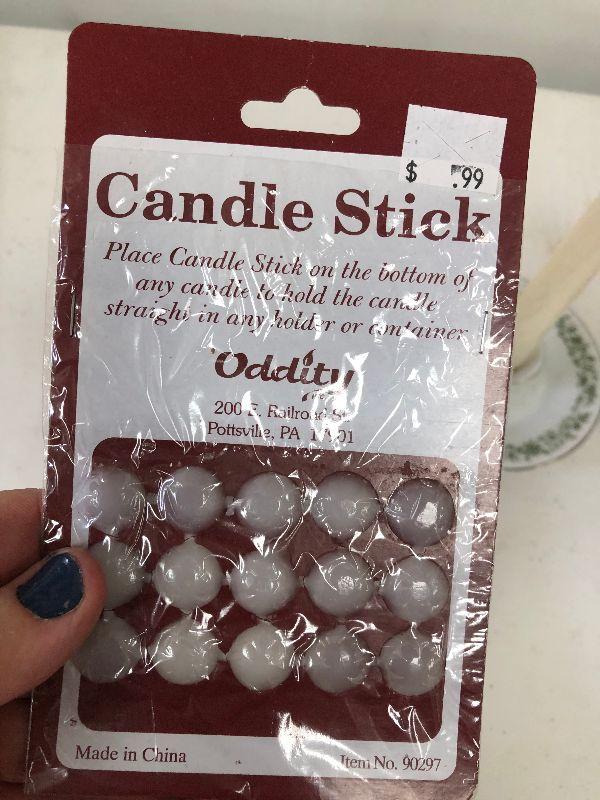 $ .99
Candle Stick
Place Candle Stick on the bottom of
any candle to hold the candle
straight in any holder or container
Oddity
200 E. Railroad St.
Pottsville, PA 17901
Made in China
Item No. 90297